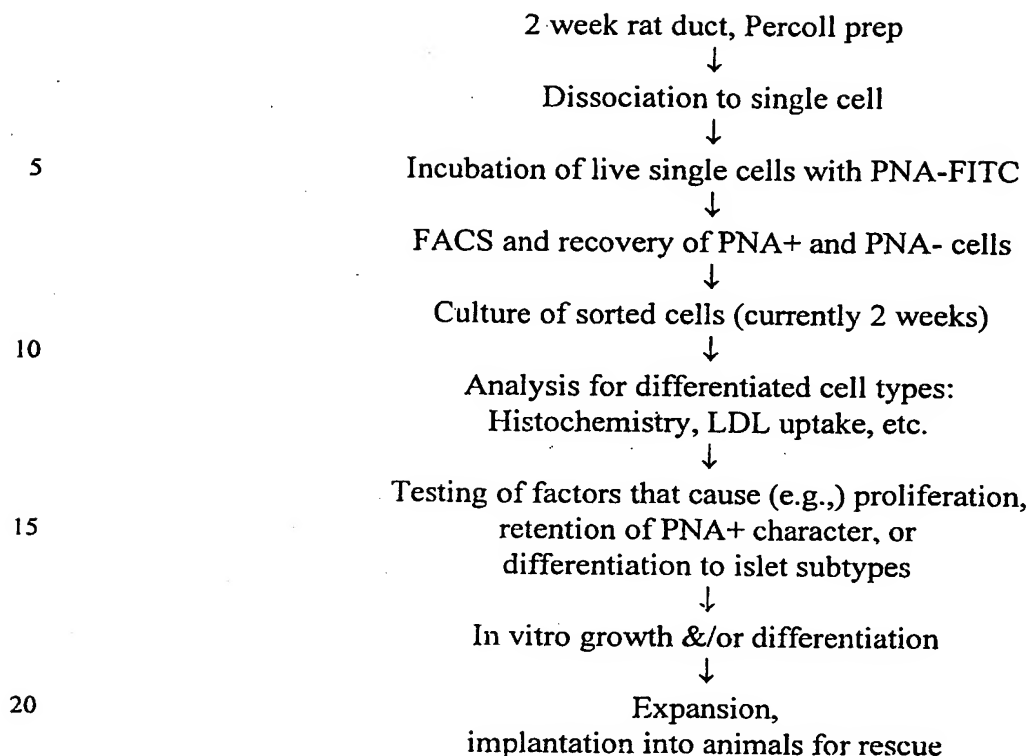 2 week rat duct, Percoll prep
↓
Dissociation to single cell
↓
5 Incubation of live single cells with PNA-FITC
↓
FACS and recovery of PNA+ and PNA- cells
↓
Culture of sorted cells (currently 2 weeks)
10 ↓
Analysis for differentiated cell types:
Histochemistry, LDL uptake, etc.
↓
Testing of factors that cause (e.g.,) proliferation,
15 retention of PNA+ character, or
differentiation to islet subtypes
↓
In vitro growth &/or differentiation
↓
20 Expansion,
implantation into animals for rescue